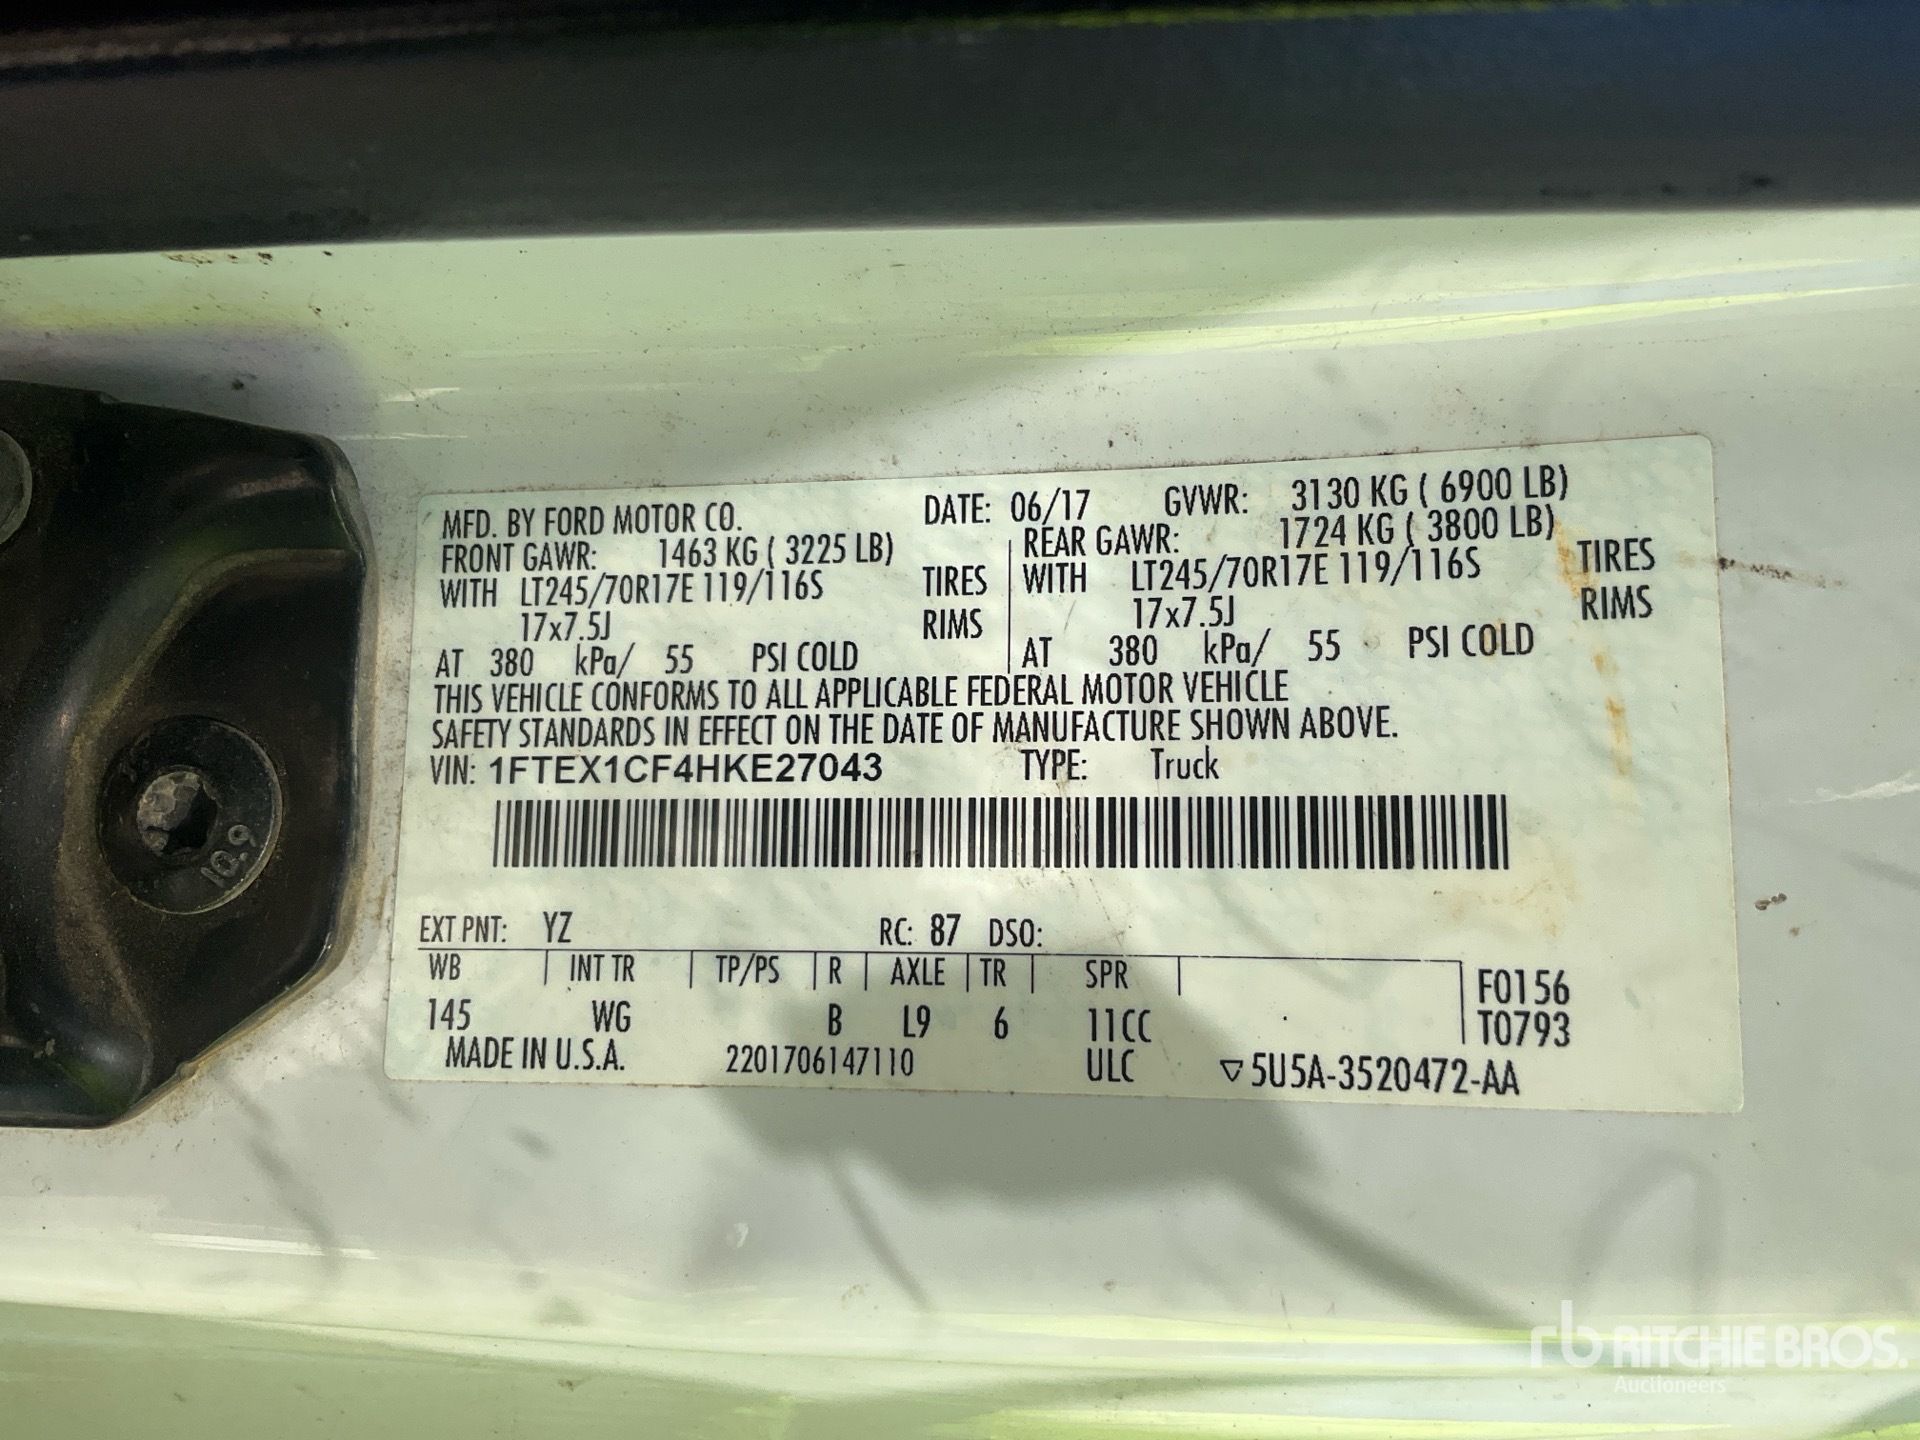 MFD. BY FORD MOTOR CO. DATE: 06/17 GVWR: 3130 KG ( 6900 LB)
FRONT GAWR: 1463 KG ( 3225 LB) REAR GAWR: 1724 KG ( 3800 LB)
WITH LT245/70R17E 119/116S TIRES WITH LT245/70R17E 119/116S TIRES
17x7.5J RIMS 17x7.5J RIMS
AT 380 kPa/ 55 PSI COLD AT 380 kPa/ 55 PSI COLD
THIS VEHICLE CONFORMS TO ALL APPLICABLE FEDERAL MOTOR VEHICLE
SAFETY STANDARDS IN EFFECT ON THE DATE OF MANUFACTURE SHOWN ABOVE.
VIN: 1FTEX1CF4HKE27043 TYPE: Truck
EXT PNT: YZ RC: 87 DSO:
WB INT TR TP/PS R AXLE TR SPR F0156
145 WG B L9 6 11CC T0793
MADE IN U.S.A. 2201706147110 ULC ▽5U5A-3520472-AA
10.9
rb RITCHIE BROS.
Auctioneers